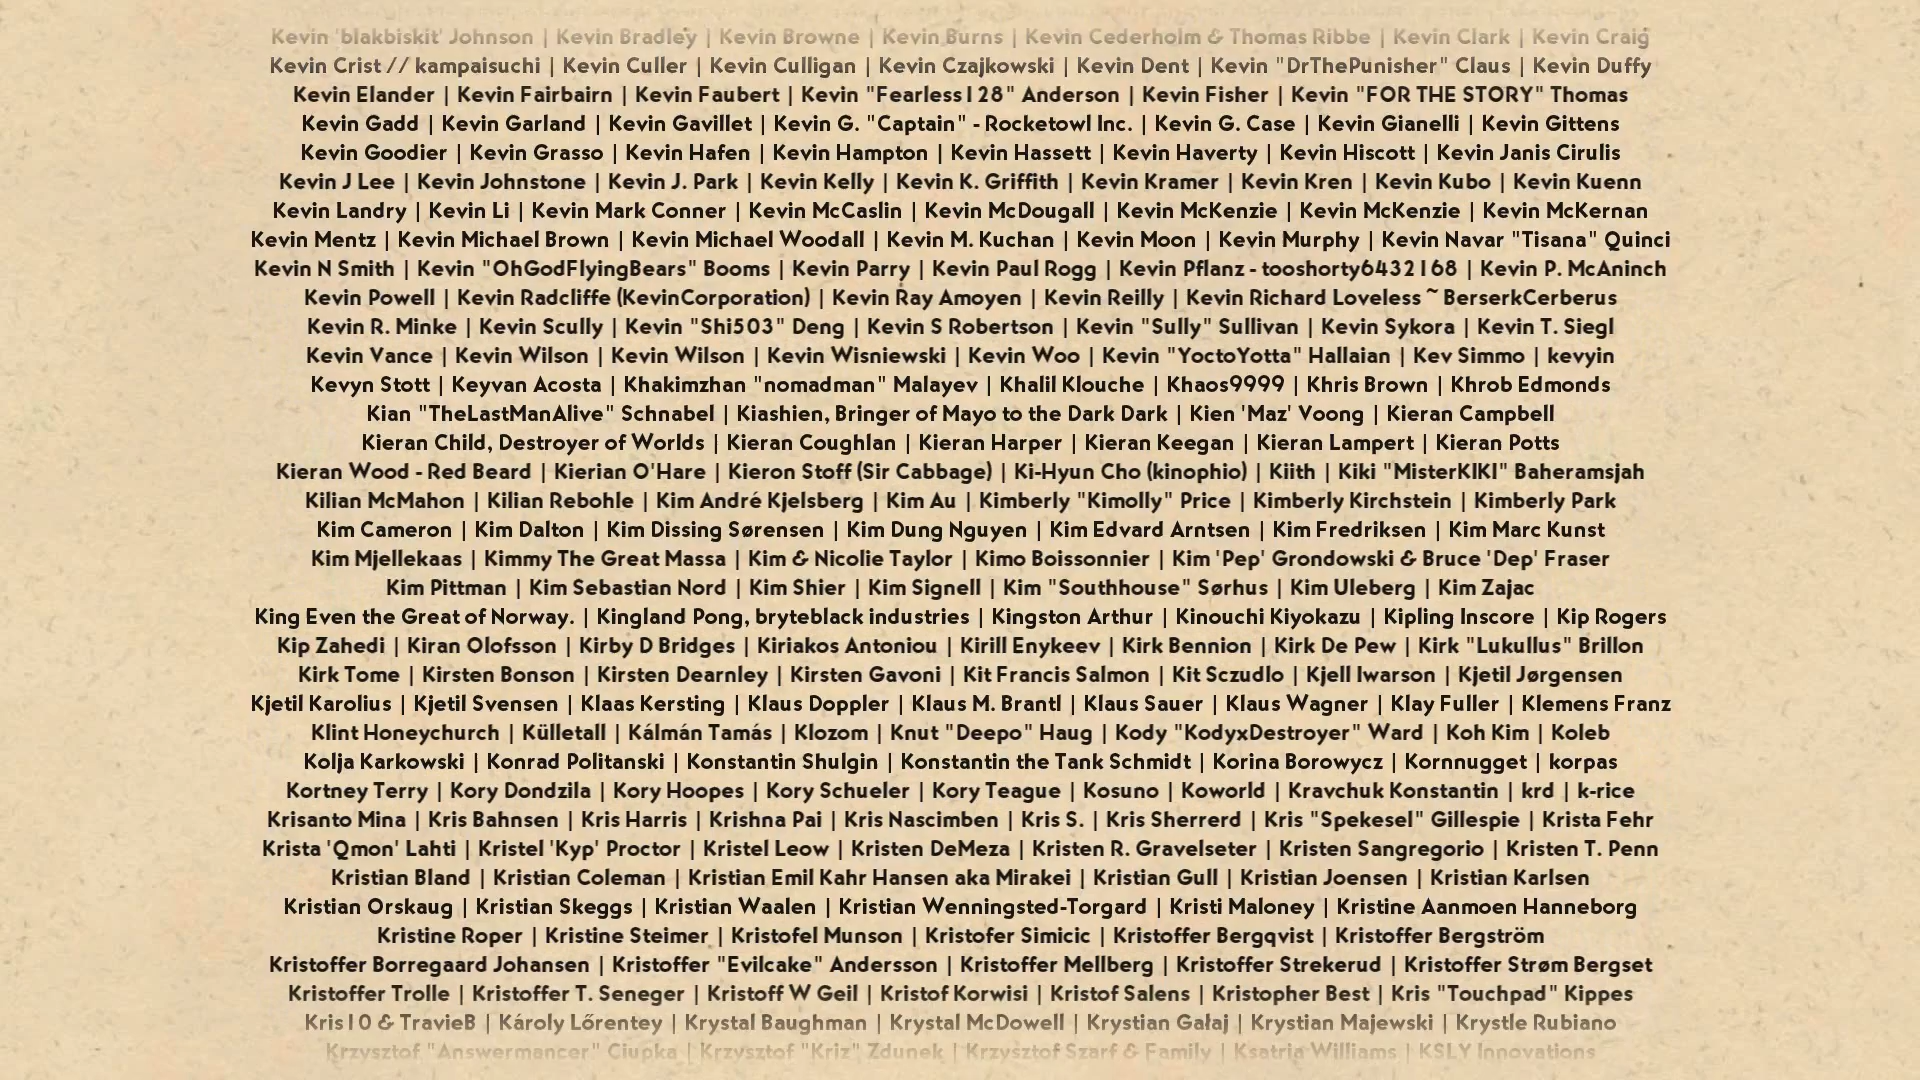 Kevin 'blakbiskit' Johnson | Kevin Bradley | Kevin Browne | Kevin Burns | Kevin Cederholm & Thomas Ribbe | Kevin Clark | Kevin Craig
Kevin Crist // kampaisuchi | Kevin Culler | Kevin Culligan | Kevin Czajkowski | Kevin Dent | Kevin "DrThePunisher" Claus | Kevin Duffy
Kevin Elander | Kevin Fairbairn | Kevin Faubert | Kevin "Fearless128" Anderson | Kevin Fisher | Kevin "FOR THE STORY" Thomas
Kevin Gadd | Kevin Garland | Kevin Gavillet | Kevin G. "Captain" - Rocketowl Inc. | Kevin G. Case | Kevin Gianelli | Kevin Gittens
Kevin Goodier | Kevin Grasso | Kevin Hafen | Kevin Hampton | Kevin Hassett | Kevin Haverty | Kevin Hiscott | Kevin Janis Cirulis
Kevin J Lee | Kevin Johnstone | Kevin J. Park | Kevin Kelly | Kevin K. Griffith | Kevin Kramer | Kevin Kren | Kevin Kubo | Kevin Kuenn
Kevin Landry | Kevin Li | Kevin Mark Conner | Kevin McCaslin | Kevin McDougall | Kevin McKenzie | Kevin McKenzie | Kevin McKernan
Kevin Mentz | Kevin Michael Brown | Kevin Michael Woodall | Kevin M. Kuchan | Kevin Moon | Kevin Murphy | Kevin Navar "Tisana" Quinci
Kevin N Smith | Kevin "OhGodFlyingBears" Booms | Kevin Parry | Kevin Paul Rogg | Kevin Pflanz - tooshorty6432168 | Kevin P. McAninch
Kevin Powell | Kevin Radcliffe (KevinCorporation) | Kevin Ray Amoyen | Kevin Reilly | Kevin Richard Loveless ~ BerserkCerberus
Kevin R. Minke | Kevin Scully | Kevin "Shi503" Deng | Kevin S Robertson | Kevin "Sully" Sullivan | Kevin Sykora | Kevin T. Siegl
Kevin Vance | Kevin Wilson | Kevin Wilson | Kevin Wisniewski | Kevin Woo | Kevin "YoctoYotta" Hallaian | Kev Simmo | kevyin
Kevyn Stott | Keyvan Acosta | Khakimzhan "nomadman" Malayev | Khalil Klouche | Khaos9999 | Khris Brown | Khrob Edmonds
Kian "TheLastManAlive" Schnabel | Kiashien, Bringer of Mayo to the Dark Dark | Kien 'Maz' Voong | Kieran Campbell
Kieran Child, Destroyer of Worlds | Kieran Coughlan | Kieran Harper | Kieran Keegan | Kieran Lampert | Kieran Potts
Kieran Wood - Red Beard | Kierian O'Hare | Kieron Stoff (Sir Cabbage) | Ki-Hyun Cho (kinophio) | Kiith | Kiki "MisterKIKI" Baheramsjah
Kilian McMahon | Kilian Rebohle | Kim André Kjelsberg | Kim Au | Kimberly "Kimolly" Price | Kimberly Kirchstein | Kimberly Park
Kim Cameron | Kim Dalton | Kim Dissing Sørensen | Kim Dung Nguyen | Kim Edvard Arntsen | Kim Fredriksen | Kim Marc Kunst
Kim Mjellekaas | Kimmy The Great Massa | Kim & Nicolie Taylor | Kimo Boissonnier | Kim 'Pep' Grondowski & Bruce 'Dep' Fraser
Kim Pittman | Kim Sebastian Nord | Kim Shier | Kim Signell | Kim "Southhouse" Sørhus | Kim Uleberg | Kim Zajac
King Even the Great of Norway. | Kingland Pong, bryteblack industries | Kingston Arthur | Kinouchi Kiyokazu | Kipling Inscore | Kip Rogers
Kip Zahedi | Kiran Olofsson | Kirby D Bridges | Kiriakos Antoniou | Kirill Enykeev | Kirk Bennion | Kirk De Pew | Kirk "Lukullus" Brillon
Kirk Tome | Kirsten Bonson | Kirsten Dearnley | Kirsten Gavoni | Kit Francis Salmon | Kit Sczudlo | Kjell Iwarson | Kjetil Jørgensen
Kjetil Karolius | Kjetil Svensen | Klaas Kersting | Klaus Doppler | Klaus M. Brantl | Klaus Sauer | Klaus Wagner | Klay Fuller | Klemens Franz
Klint Honeychurch | Külletall | Kálmán Tamás | Klozom | Knut "Deepo" Haug | Kody "KodyxDestroyer" Ward | Koh Kim | Koleb
Kolja Karkowski | Konrad Politanski | Konstantin Shulgin | Konstantin the Tank Schmidt | Korina Borowycz | Kornnugget | korpas
Kortney Terry | Kory Dondzila | Kory Hoopes | Kory Schueler | Kory Teague | Kosuno | Koworld | Kravchuk Konstantin | krd | k-rice
Krisanto Mina | Kris Bahnsen | Kris Harris | Krishna Pai | Kris Nascimben | Kris S. | Kris Sherrerd | Kris "Spekesel" Gillespie | Krista Fehr
Krista 'Qmon' Lahti | Kristel 'Kyp' Proctor | Kristel Leow | Kristen DeMeza | Kristen R. Gravelseter | Kristen Sangregorio | Kristen T. Penn
Kristian Bland | Kristian Coleman | Kristian Emil Kahr Hansen aka Mirakei | Kristian Gull | Kristian Joensen | Kristian Karlsen
Kristian Orskaug | Kristian Skeggs | Kristian Waalen | Kristian Wenningsted-Torgard | Kristi Maloney | Kristine Aanmoen Hanneborg
Kristine Roper | Kristine Steimer | Kristofel Munson | Kristofer Simicic | Kristoffer Bergqvist | Kristoffer Bergström
Kristoffer Borregaard Johansen | Kristoffer "Evilcake" Andersson | Kristoffer Mellberg | Kristoffer Strekerud | Kristoffer Strøm Bergset
Kristoffer Trolle | Kristoffer T. Seneger | Kristoff W Geil | Kristof Korwisi | Kristof Salens | Kristopher Best | Kris "Touchpad" Kippes
Kris10 & TravieB | Károly Lőrentey | Krystal Baughman | Krystal McDowell | Krystian Gałaj | Krystian Majewski | Krystle Rubiano
Krzysztof "Answermancer" Ciupka | Krzysztof "Kriz" Zdunek | Krzysztof Szarf & Family | Ksatria Williams | KSLY Innovations